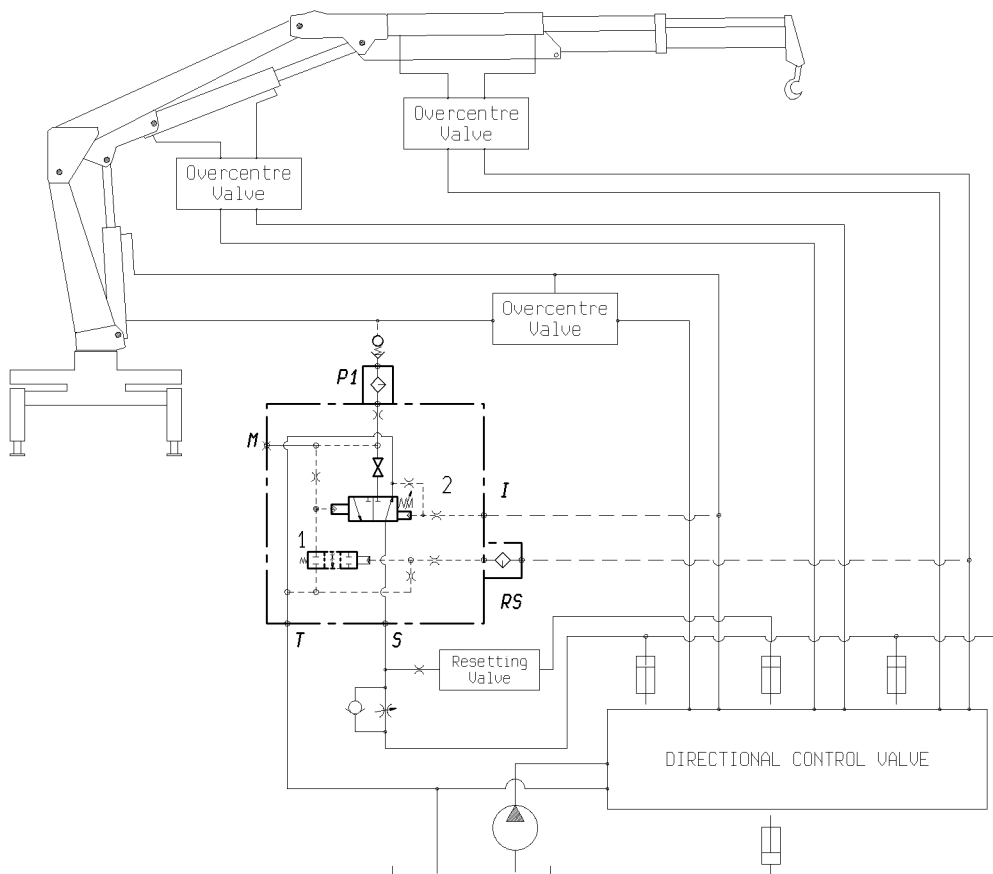 Overcentre
Valve
Overcentre
Valve
Overcentre
Valve
P1
M
2
I
1
RS
T
S
Resetting
Valve
DIRECTIONAL CONTROL VALVE